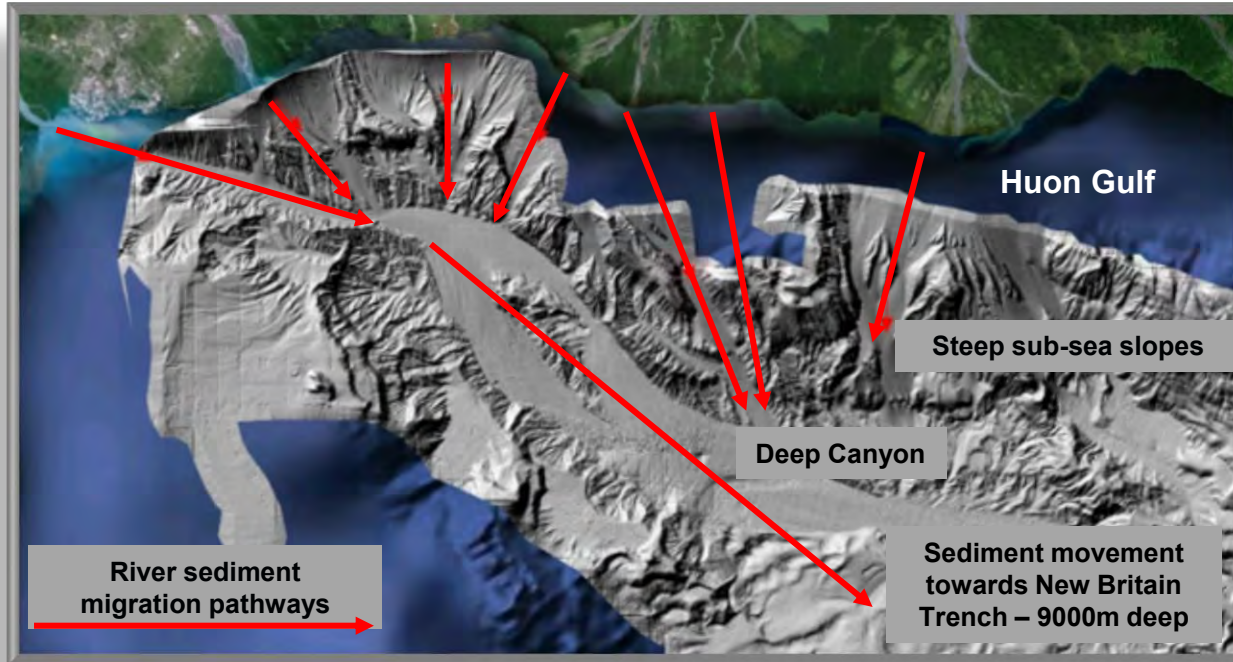 Huon Gulf
Steep sub-sea slopes
Deep Canyon
River sediment
migration pathways
Sediment movement
towards New Britain
Trench – 9000m deep